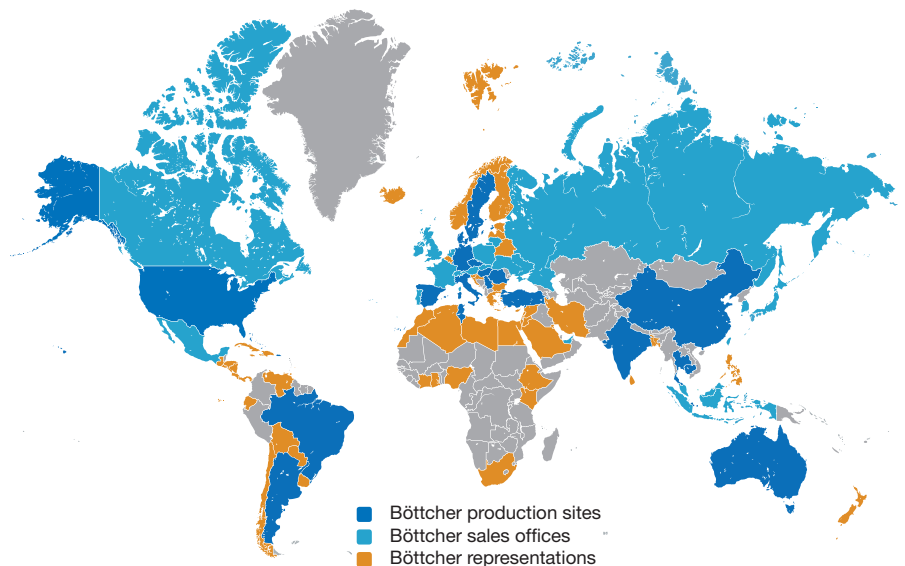 Böttcher production sites
Böttcher sales offices
Böttcher representations